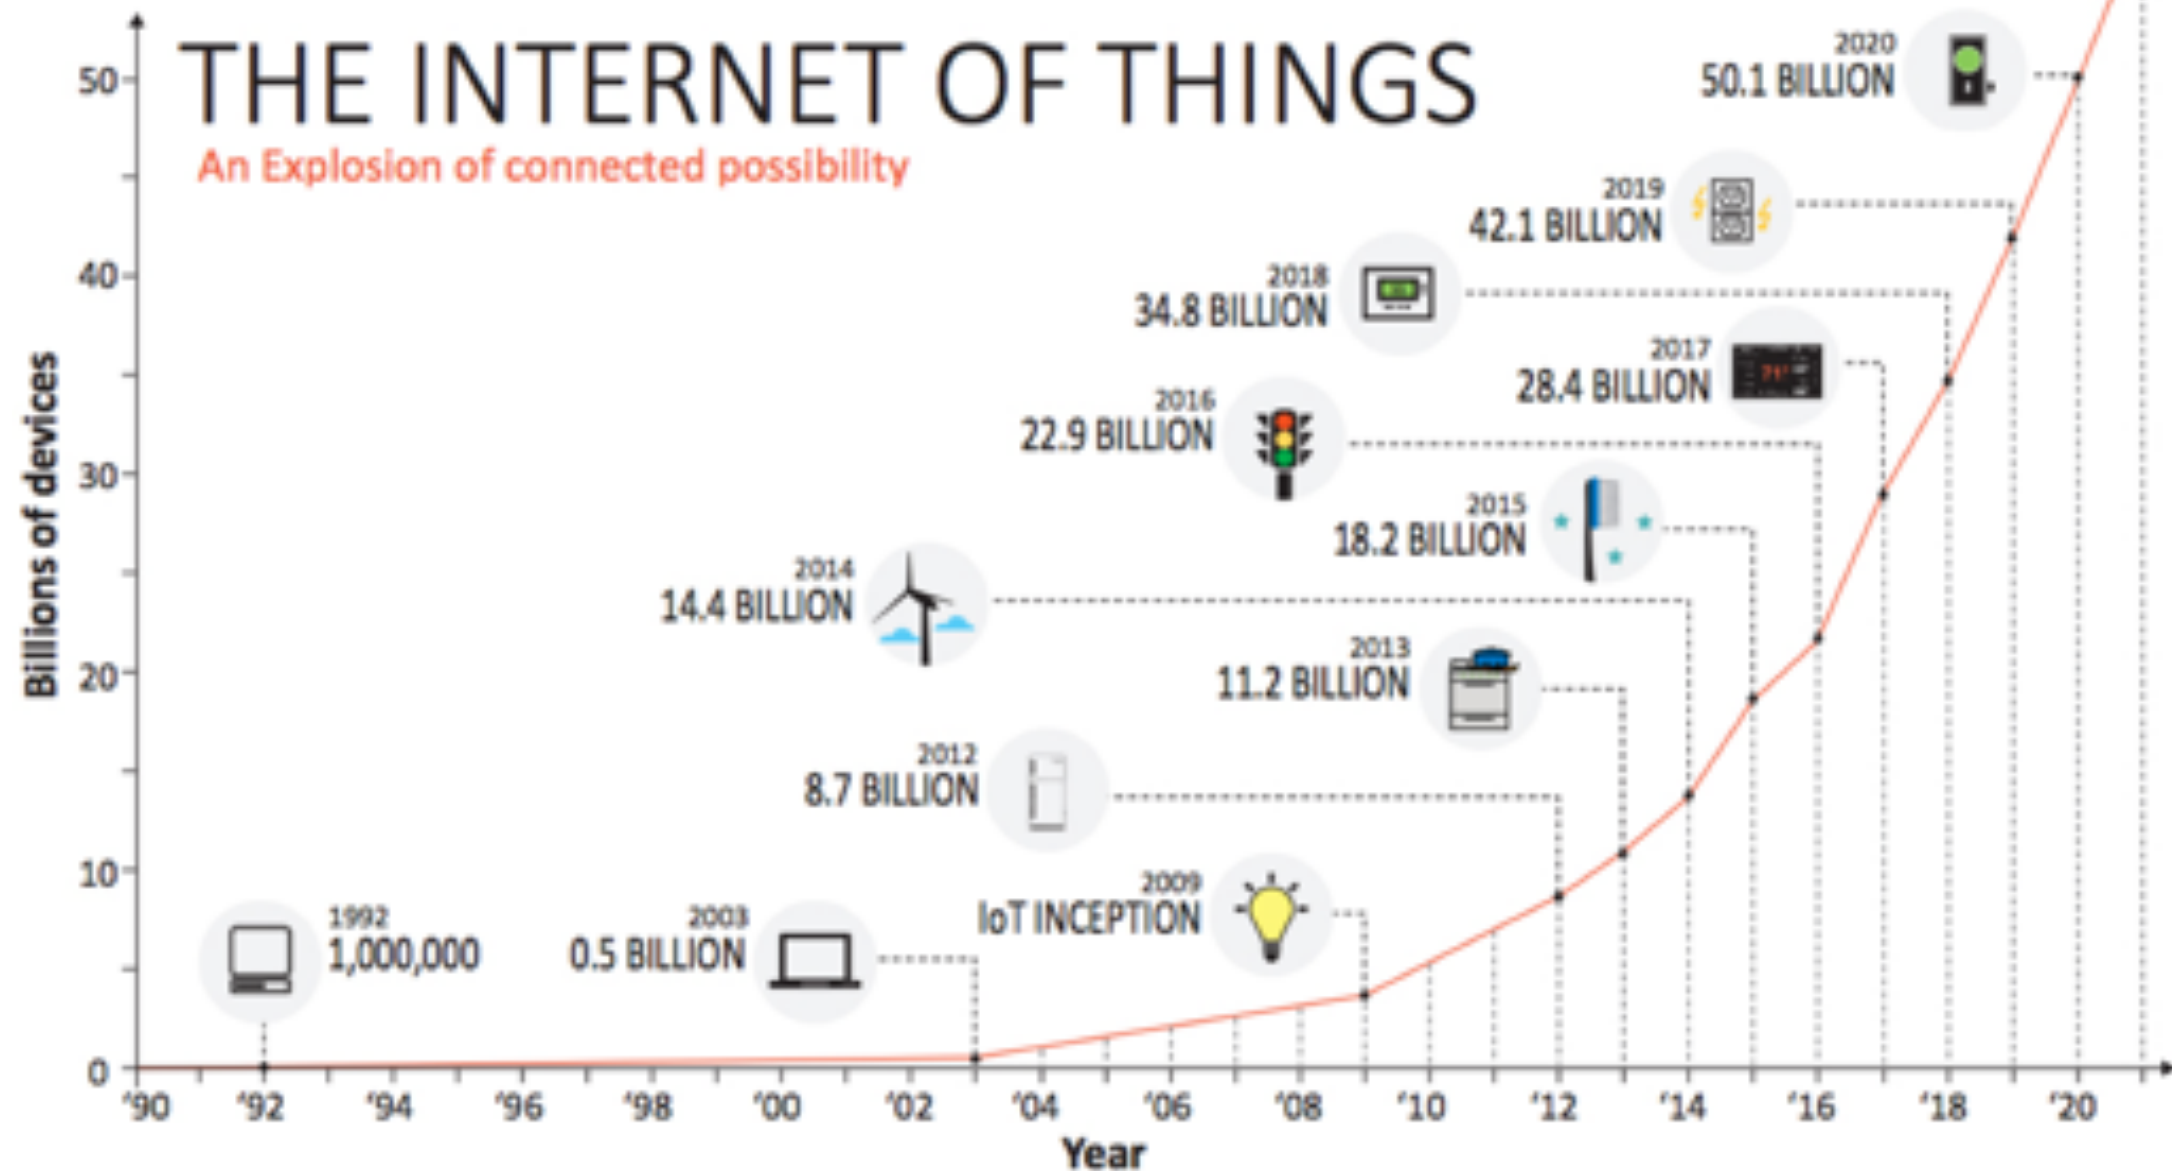 THE INTERNET OF THINGS
An Explosion of connected possibility
Billions of devices
50
40
30
20
10
0
1992
1,000,000
2003
0.5 BILLION
2009
IoT INCEPTION
2012
8.7 BILLION
2013
11.2 BILLION
2014
14.4 BILLION
2015
18.2 BILLION
2016
22.9 BILLION
2017
28.4 BILLION
71°
2018
34.8 BILLION
2019
42.1 BILLION
2020
50.1 BILLION
'90 '92 '94 '96 '98 '00 '02 '04 '06 '08 '10 '12 '14 '16 '18 '20
Year